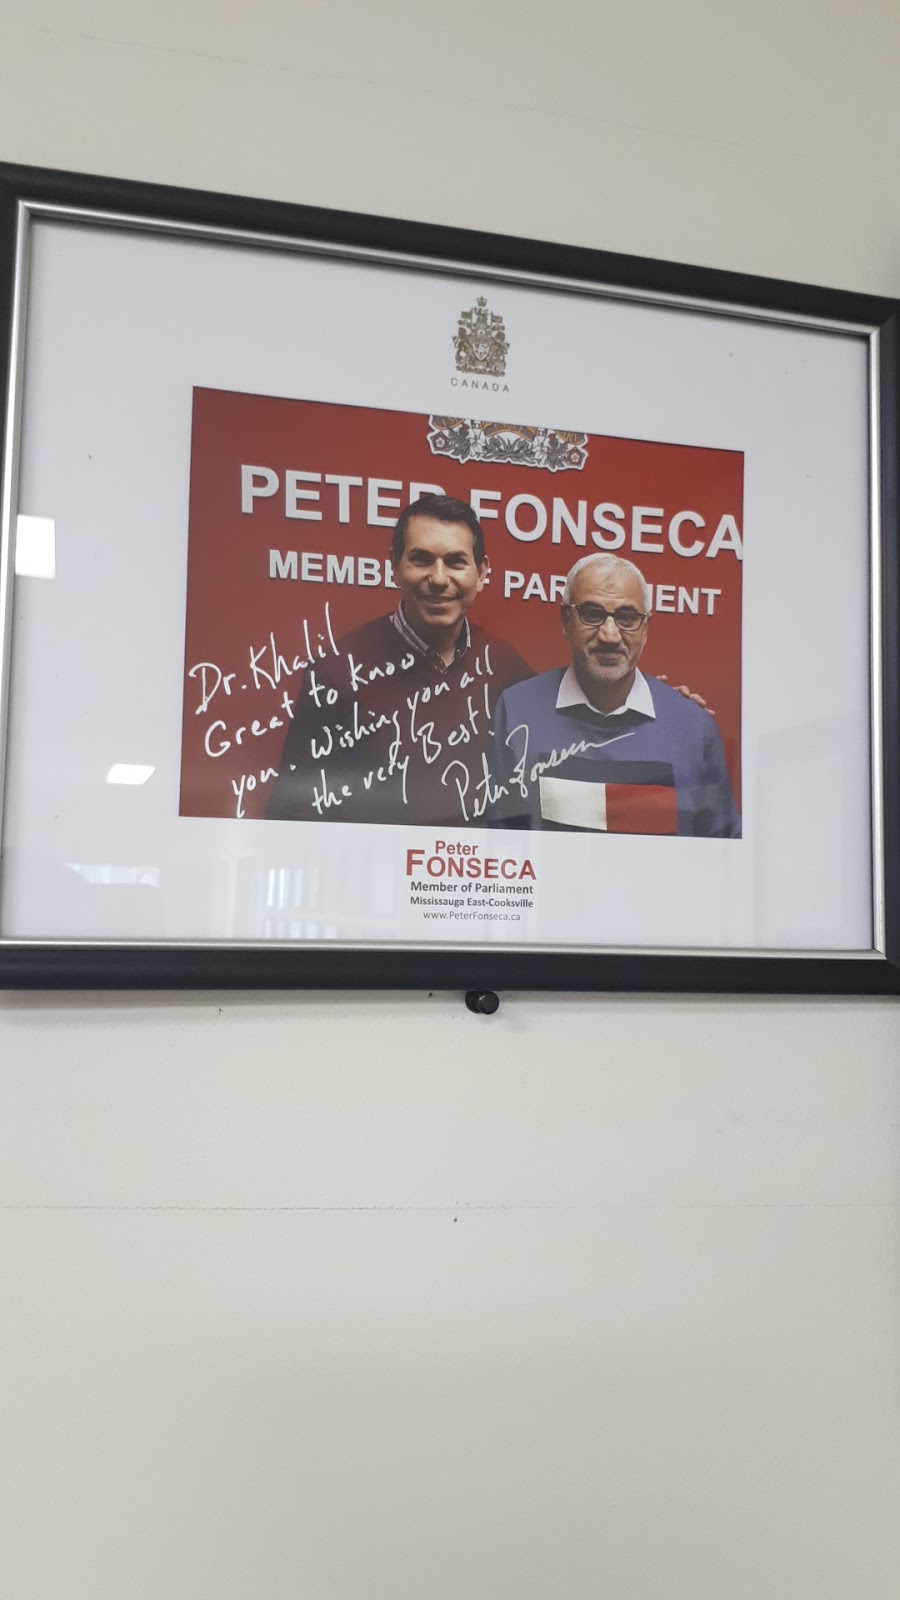 CANADA
PETER FONSECA
MEMBER OF PARLIAMENT
Dr. Khalil
Great to know
you. Wishing you all
the very Best!
Peter Fonseca
Peter
FONSECA
Member of Parliament
Mississauga East-Cooksville
www.PeterFonseca.ca